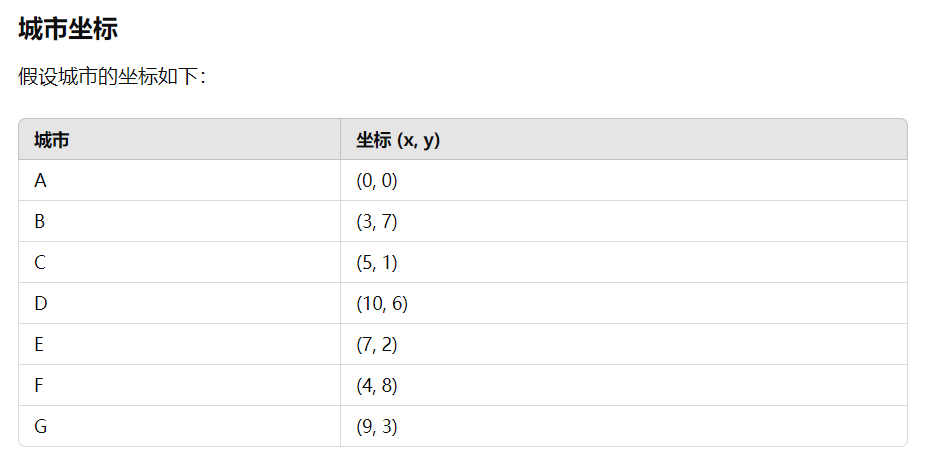 城市坐标
假设城市的坐标如下：
城市 坐标 (x, y)
A (0, 0)
B (3, 7)
C (5, 1)
D (10, 6)
E (7, 2)
F (4, 8)
G (9, 3)